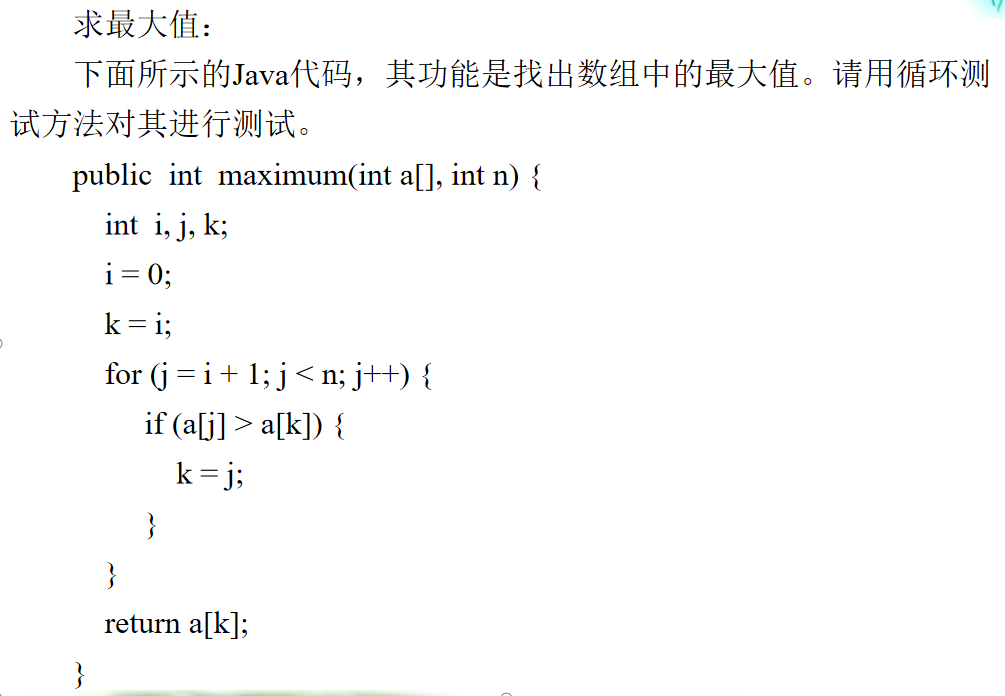 求最大值：
下面所示的Java代码，其功能是找出数组中的最大值。请用循环测
试方法对其进行测试。
public int maximum(int a[], int n) {
int i, j, k;
i = 0;
k = i;
for (j = i + 1; j < n; j++) {
if (a[j] > a[k]) {
k = j;
}
}
return a[k];
}